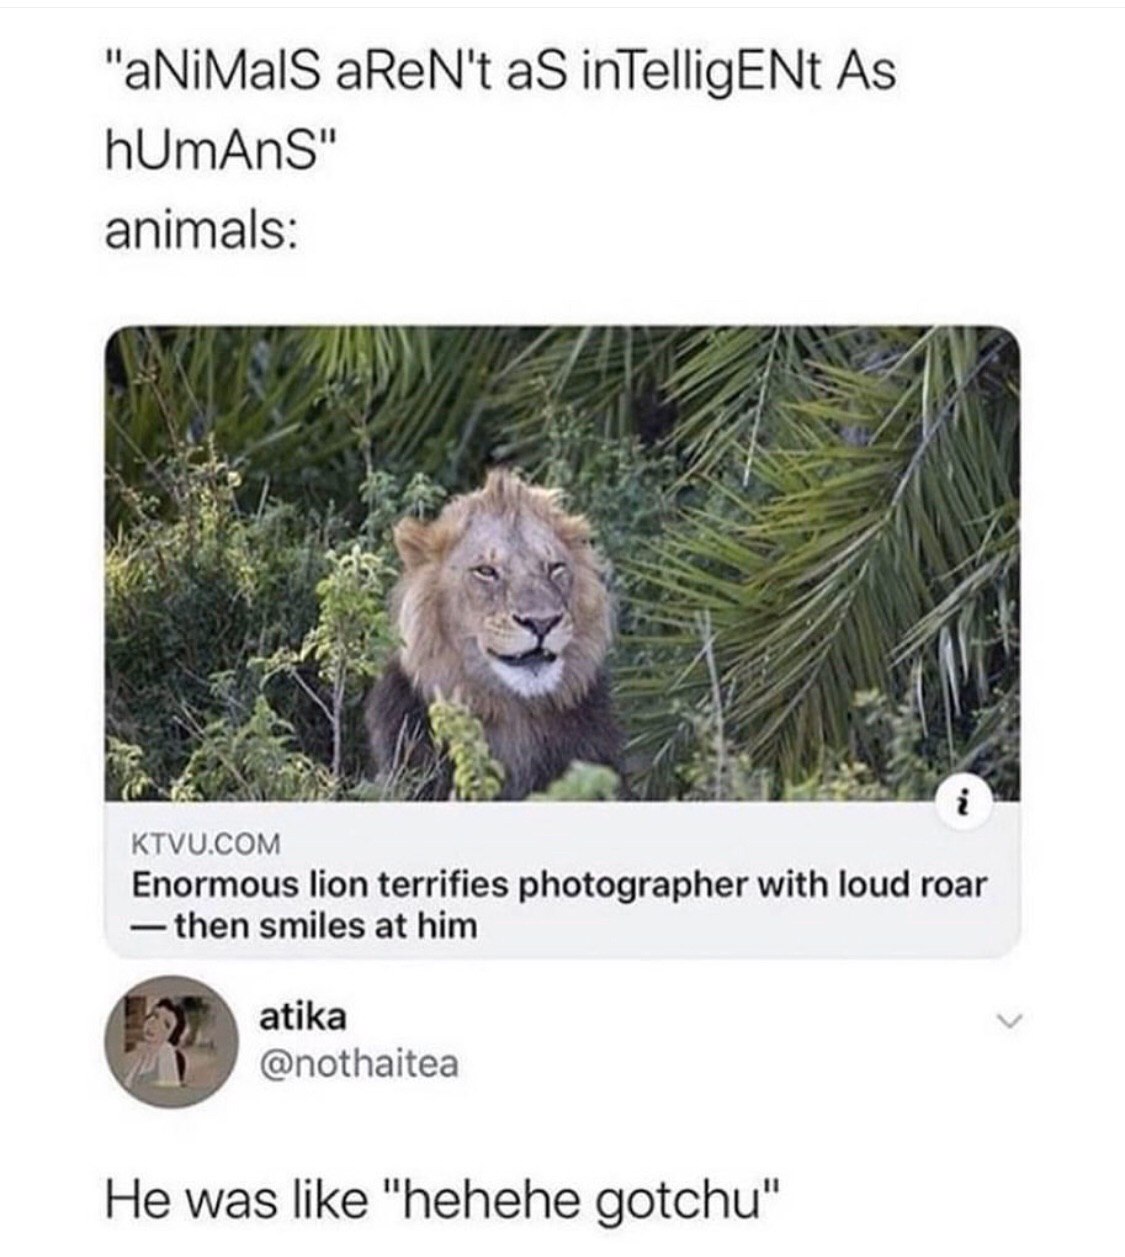 "aNiMalS aReN't aS inTelligENt As
hUmAnS"
animals:
i
KTVU.COM
Enormous lion terrifies photographer with loud roar
— then smiles at him
atika
@nothaitea
He was like "hehehe gotchu"